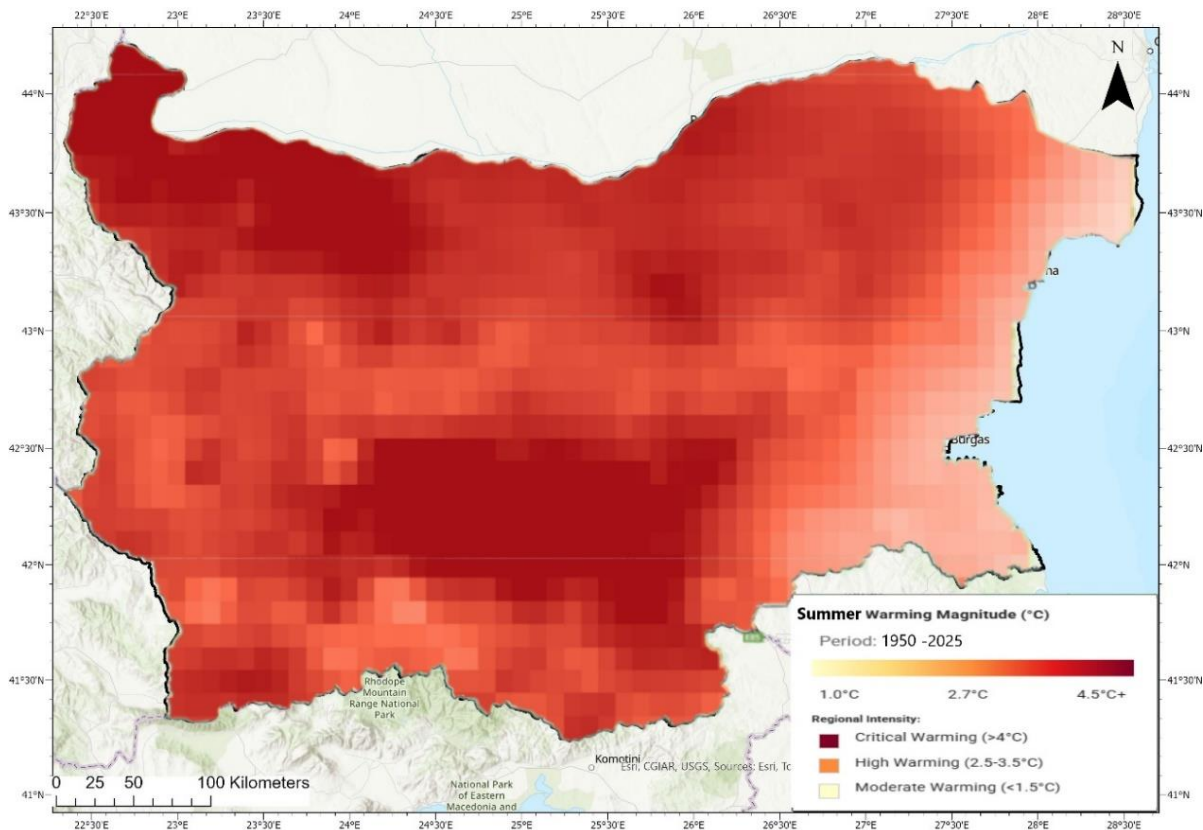 22°30'E 23°E 23°30'E 24°E 24°30'E 25°E 25°30'E 26°E 26°30'E 27°E 27°30'E 28°E 28°30'E
N
44°N 44°N
43°30'N 43°30'N
na
43°N 43°N
42°30'N 42°30'N
Burgas
42°N 42°N
Summer Warming Magnitude (°C)
Period: 1950 -2025
1.0°C 2.7°C 4.5°C+
Regional Intensity:
Critical Warming (>4°C)
High Warming (2.5-3.5°C)
Moderate Warming (<1.5°C)
41°30'N 41°30'N
Rhodope
Mountain
Range National
Park
Komotini
Esri, CGIAR, USGS, Sources: Esri, Tc
0 25 50 100 Kilometers
National Park
of Eastern
Macedonia and
41°N 41°N
22°30'E 23°E 23°30'E 24°E 24°30'E 25°E 25°30'E 26°E 26°30'E 27°E 27°30'E 28°E 28°30'E